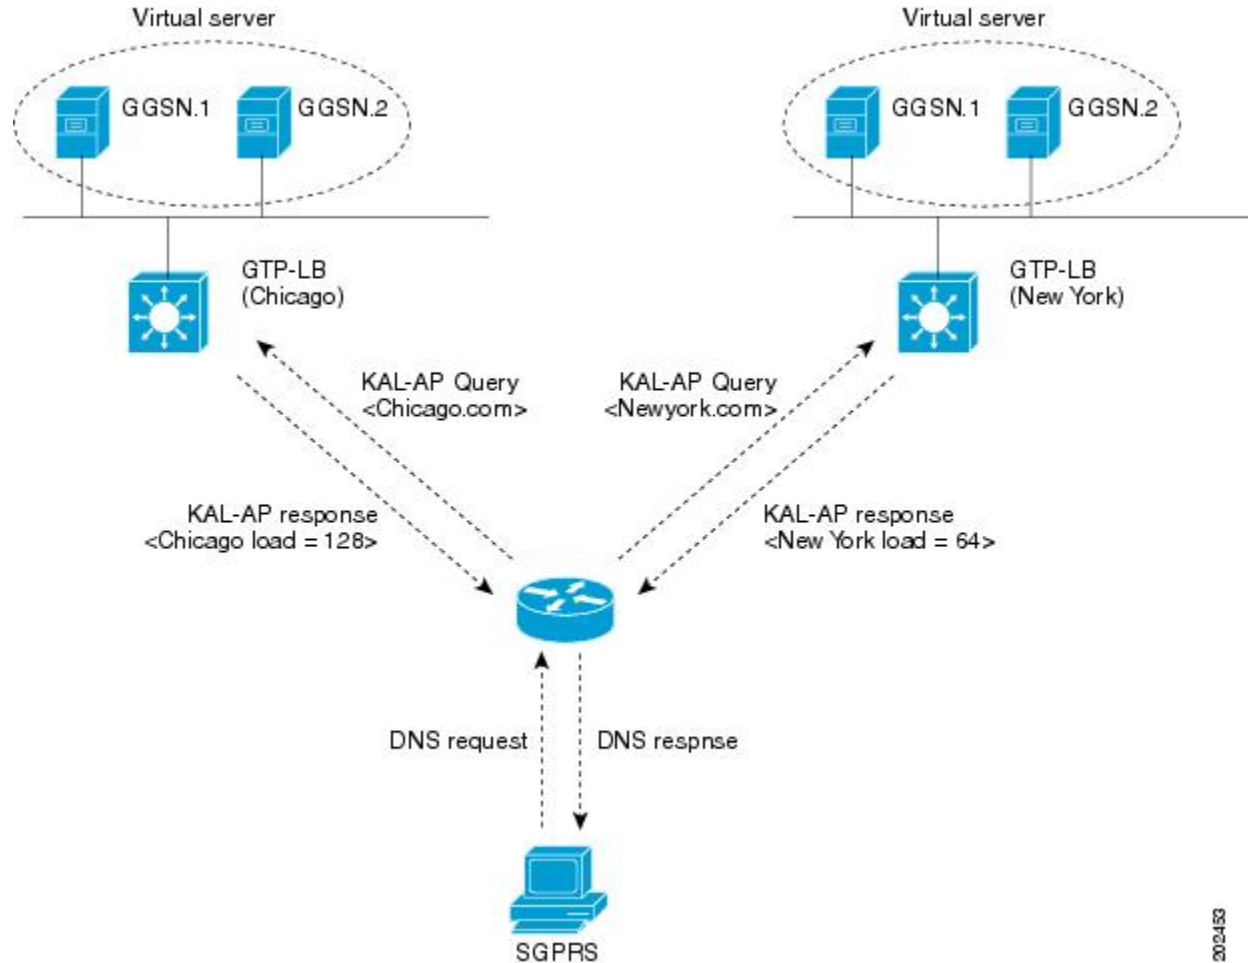 Virtual server
Virtual server
GGSN.1
GGSN.2
GGSN.1
GGSN.2
GTP-LB
(Chicago)
GTP-LB
(New York)
KAL-AP Query
<Chicago.com>
KAL-AP Query
<Newyork.com>
KAL-AP response
<Chicago load = 128>
KAL-AP response
<New York load = 64>
DNS request
DNS respnse
SGPRS
202453